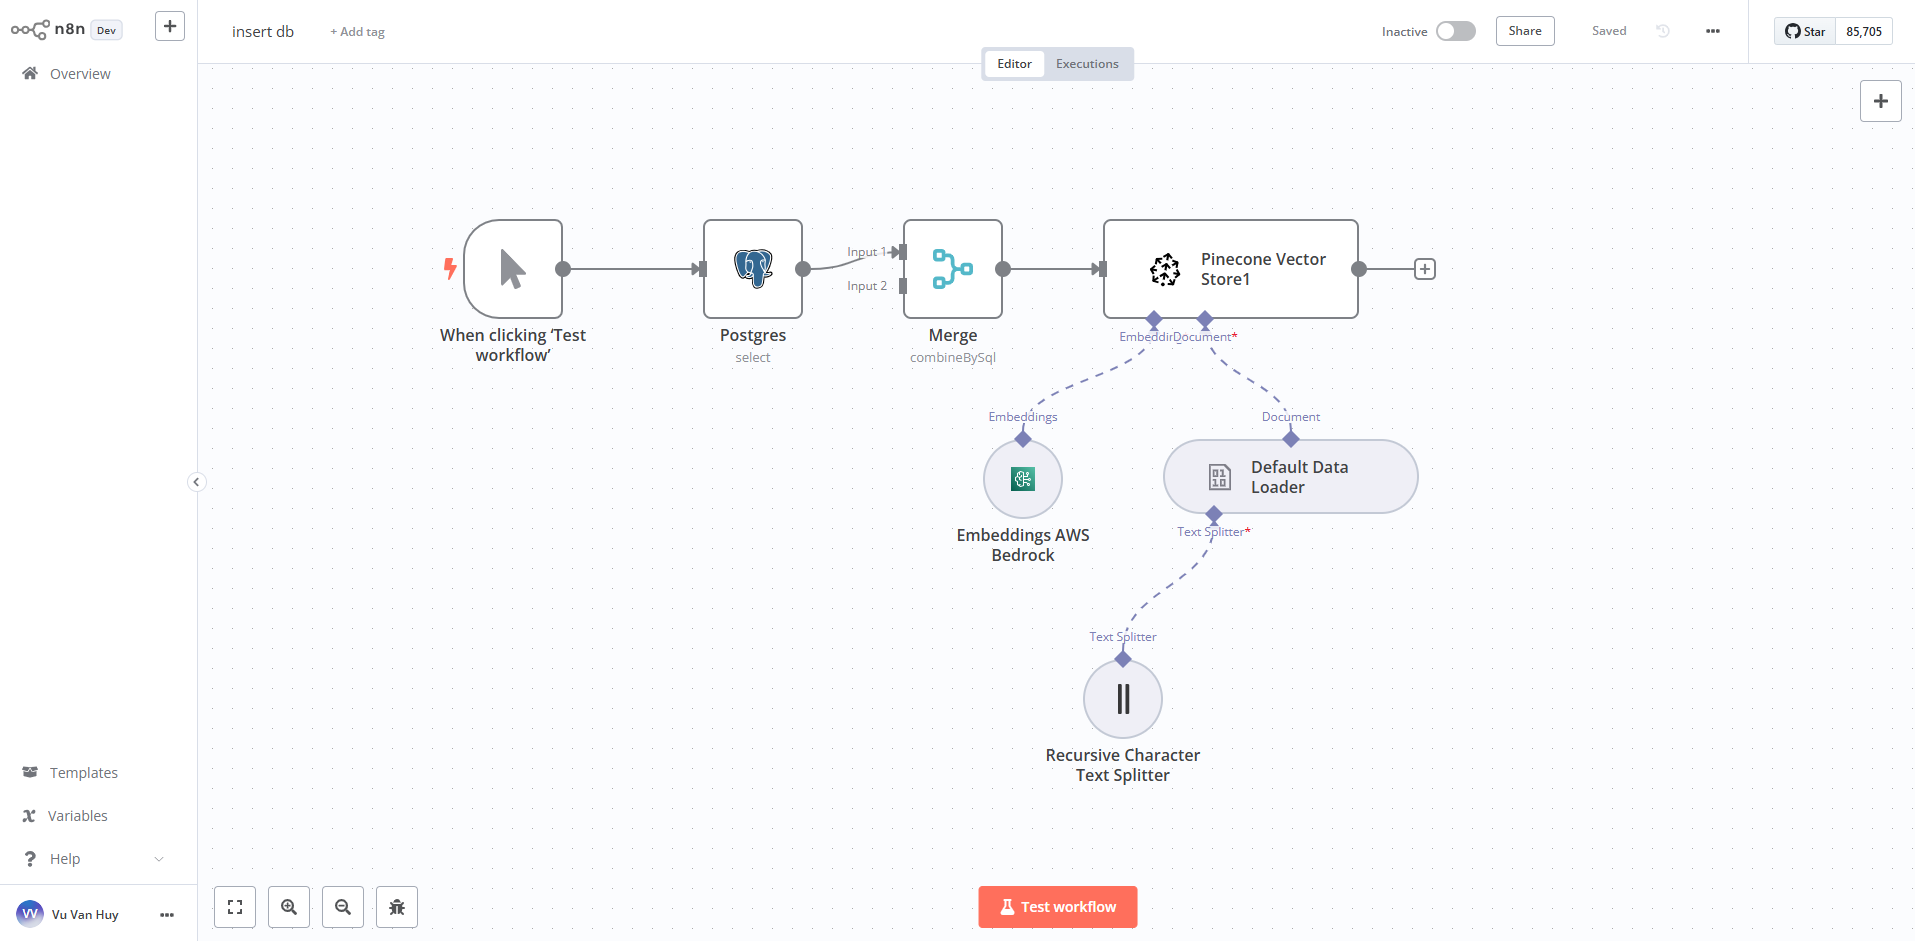 n8n
Dev
insert db
+ Add tag
Inactive
Share
Saved
Star
85,705
Editor
Executions
Overview
Input 1
Input 2
Pinecone Vector
Store1
When clicking ‘Test
workflow’
Postgres
select
Merge
combineBySql
Document*
Embeddings
Document
Default Data
Loader
Embeddings AWS
Bedrock
Text Splitter*
Text Splitter
Recursive Character
Text Splitter
Templates
Variables
Help
VV
Vu Van Huy
Test workflow